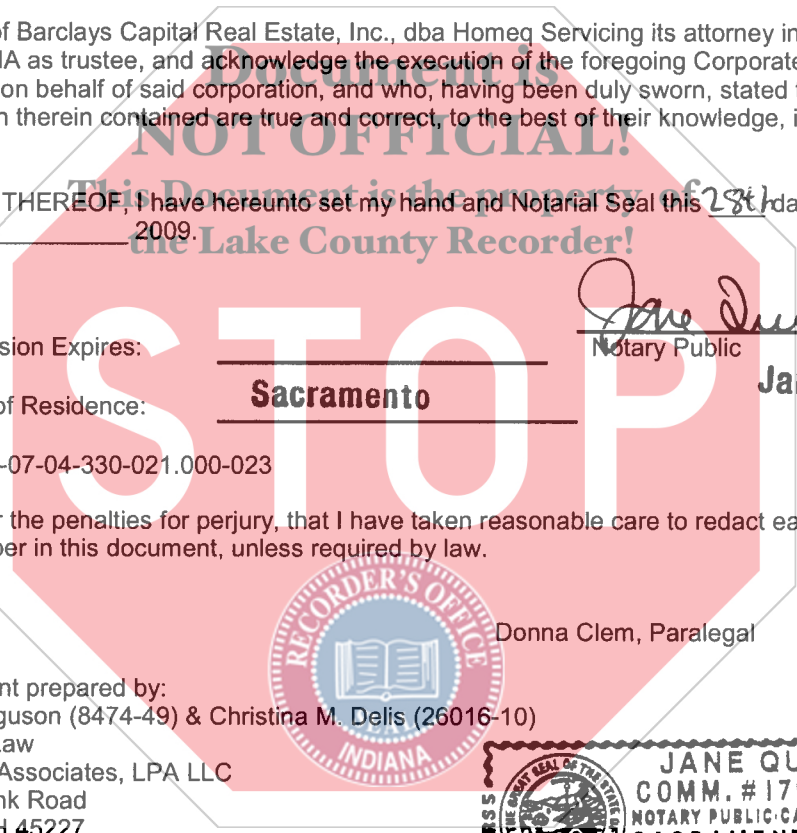 of Barclays Capital Real Estate, Inc., dba Homeq Servicing its attorney in
as trustee, and acknowledge the execution of the foregoing Corporate
on behalf of said corporation, and who, having been duly sworn, stated
therein contained are true and correct, to the best of their knowledge,
Document is
NOT OFFICIAL!
This Document is the property of
the Lake County Recorder!
THEREOF, I have hereunto set my hand and Notarial Seal this 28th da
2009.
STOP
Jane
Notary Public
sion Expires:
of Residence: Sacramento
-07-04-330-021.000-023
the penalties for perjury, that I have taken reasonable care to redact ea
in this document, unless required by law.
RECORDER'S OFFICE
INDIANA
Donna Clem, Paralegal
nt prepared by:
guson (8474-49) & Christina M. Delis (26016-10)
Law
Associates, LPA LLC
nk Road
45227
JANE QU
COMM. # 17
NOTARY PUBLIC-CA